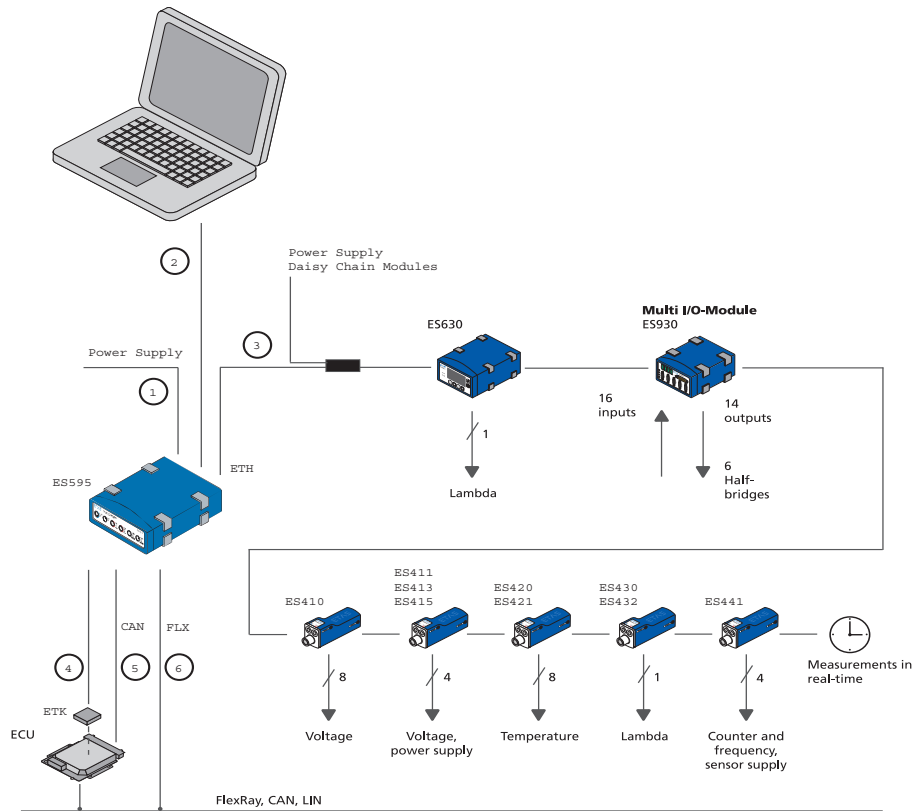 2
Power Supply
Daisy Chain Modules
Multi I/O-Module
ES630
ES930
3
Power Supply
1
16
inputs
14
outputs
1
ETH
6
Half-
bridges
ES595
Lambda
ES411
ES413
ES415
ES410
ES420
ES421
ES430
ES432
ES441
CAN
FLX
4
5
6
8
4
8
1
4
Measurements in
real-time
ETK
ECU
Voltage
Voltage,
power supply
Temperature
Lambda
Counter and
frequency,
sensor supply
FlexRay, CAN, LIN